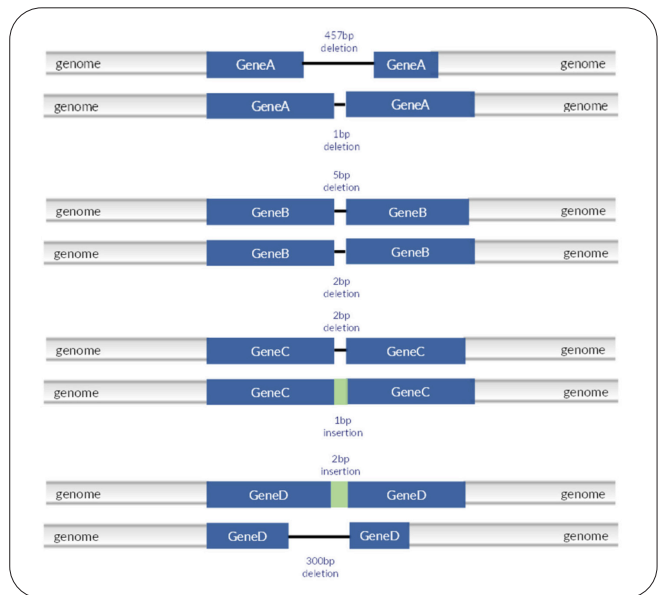 457bp
deletion
genome GeneA GeneA genome
genome GeneA GeneA genome
1bp
deletion
5bp
deletion
genome GeneB GeneB genome
genome GeneB GeneB genome
2bp
deletion
2bp
deletion
genome GeneC GeneC genome
genome GeneC GeneC genome
1bp
insertion
2bp
insertion
genome GeneD GeneD genome
genome GeneD GeneD genome
300bp
deletion